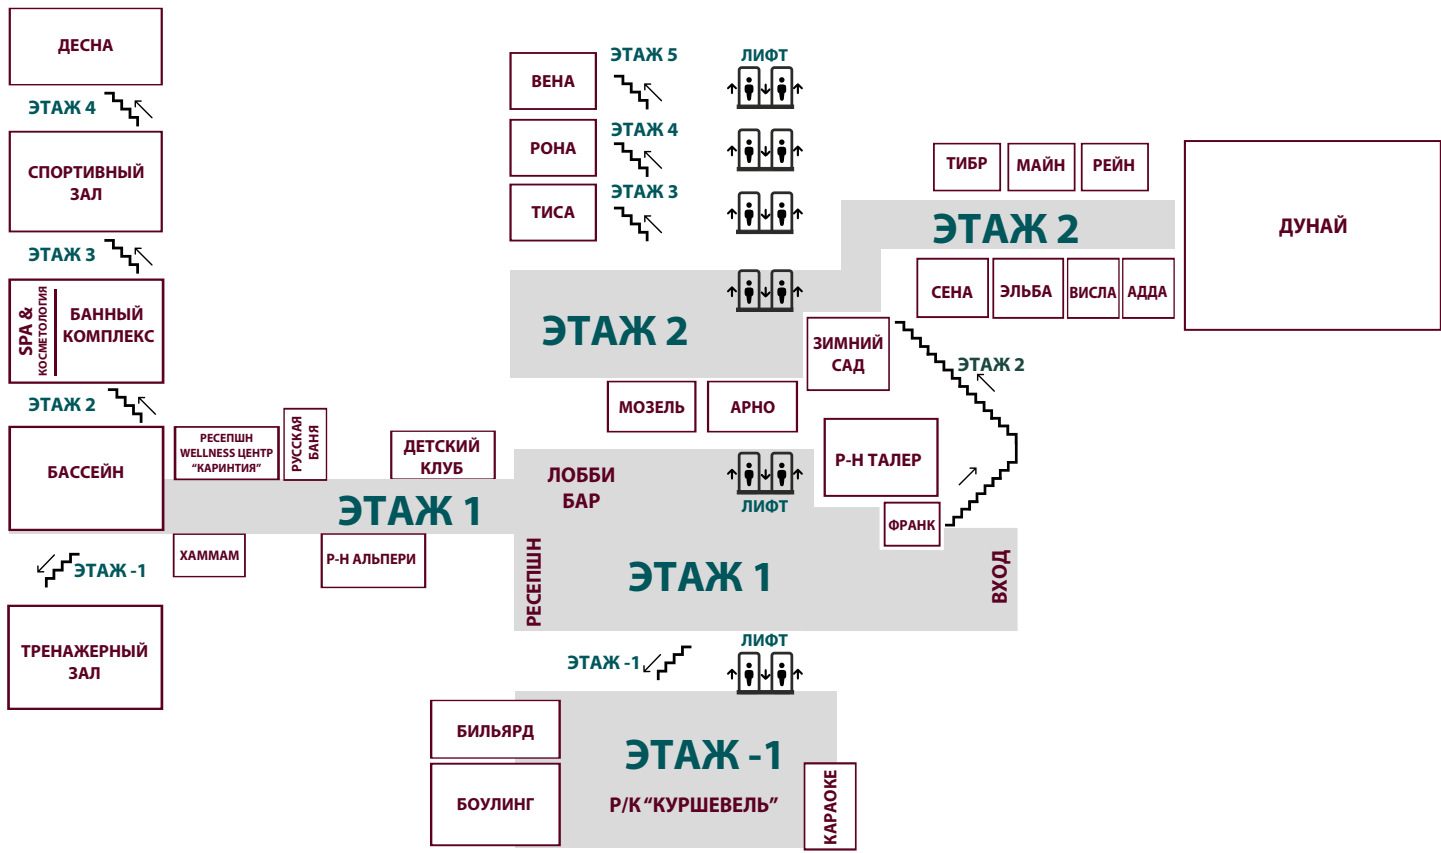 ДЕСНА
ЭТАЖ 4
СПОРТИВНЫЙ
ЗАЛ
ЭТАЖ 3
SPA &
КОСМЕТОЛОГИЯ
БАННЫЙ
КОМПЛЕКС
ЭТАЖ 2
БАССЕЙН
РЕСЕПШН
WELLNESS ЦЕНТР
"КАРИНТИЯ"
РУССКАЯ
БАНЯ
ДЕТСКИЙ
КЛУБ
ЭТАЖ 1
ХАММАМ
Р-Н АЛЬПЕРИ
ЭТАЖ -1
ТРЕНАЖЕРНЫЙ
ЗАЛ
ВЕНА
ЭТАЖ 5
ЛИФТ
РОНА
ЭТАЖ 4
ТИСА
ЭТАЖ 3
ЭТАЖ 2
МОЗЕЛЬ
АРНО
ЗИМНИЙ
САД
ТИБР
МАЙН
РЕЙН
ЭТАЖ 2
ДУНАЙ
СЕНА
ЭЛЬБА
ВИСЛА
АДДА
ЭТАЖ 2
Р-Н ТАЛЕР
ФРАНК
ЛОББИ
БАР
ЛИФТ
РЕСЕПШН
ЭТАЖ 1
ВХОД
ЛИФТ
ЭТАЖ -1
БИЛЬЯРД
БОУЛИНГ
ЭТАЖ -1
Р/К "КУРШЕВЕЛЬ"
КАРАОКЕ